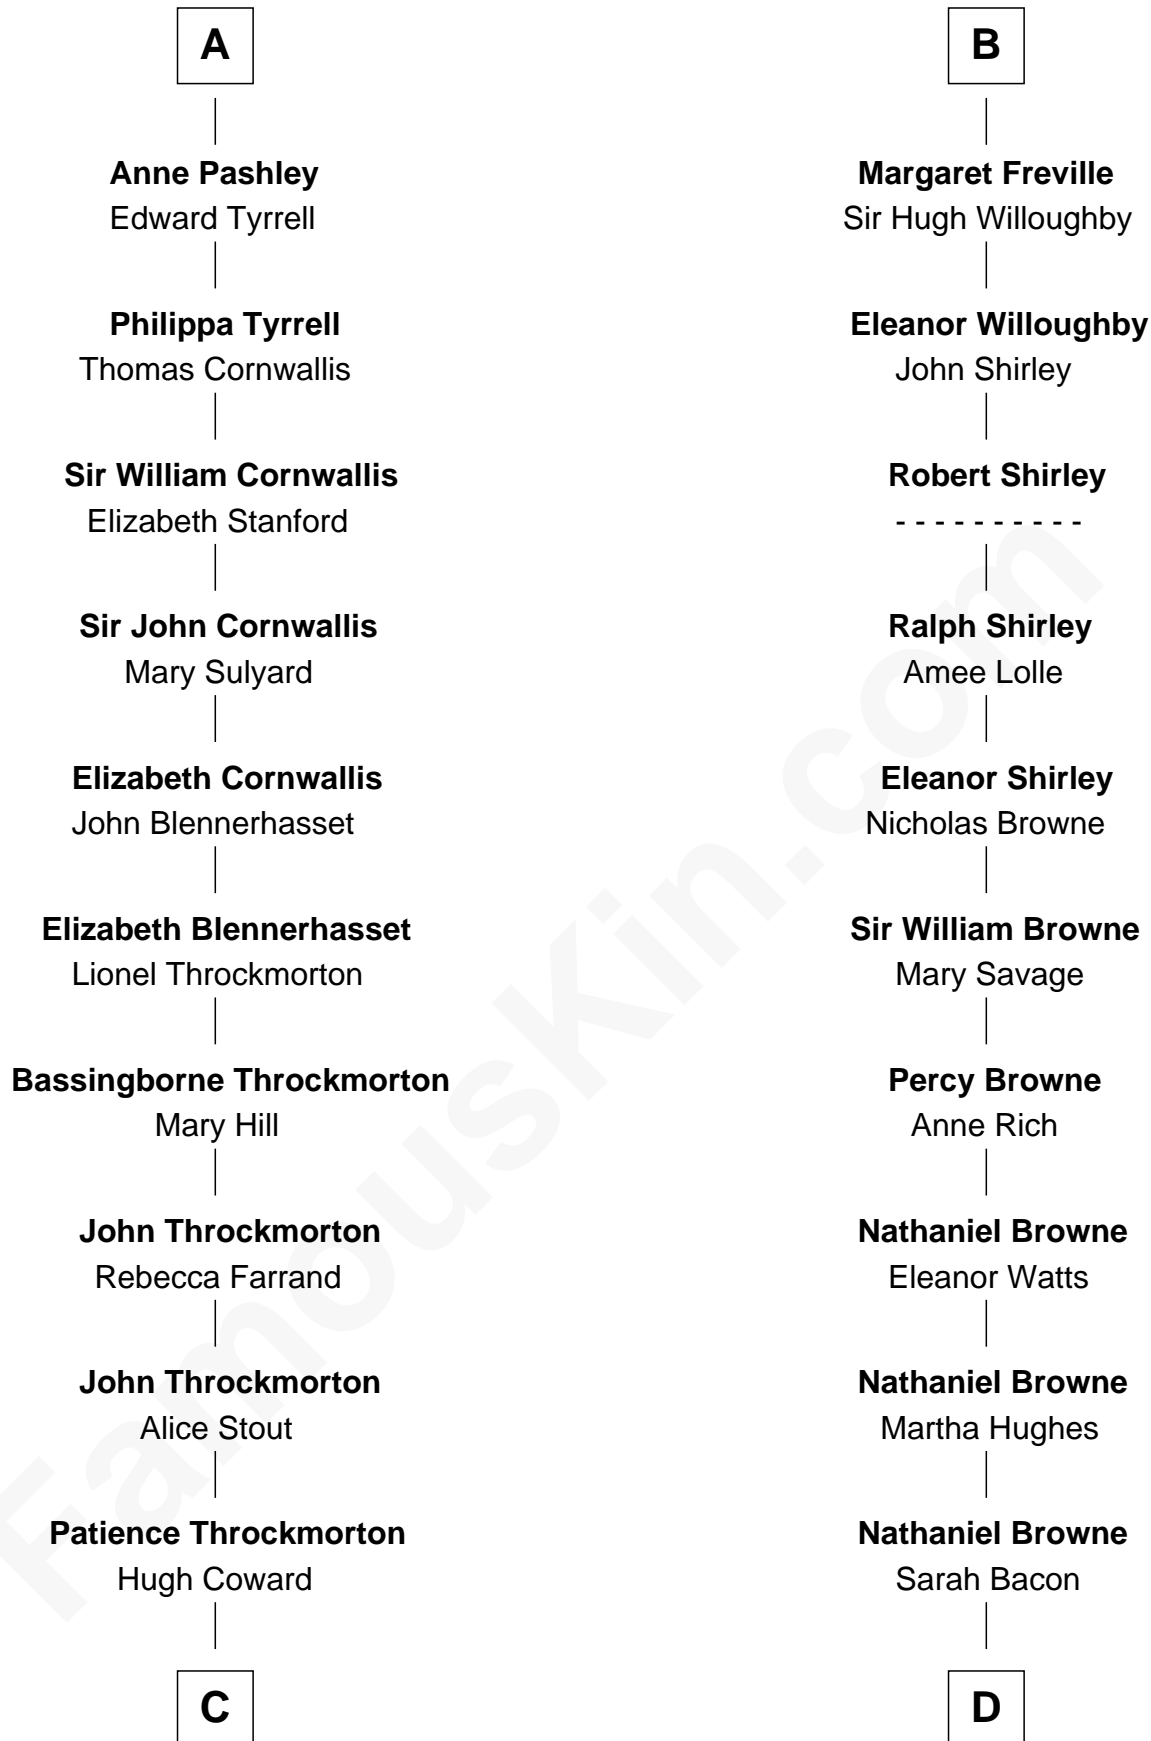 A
Anne Pashley
Edward Tyrrell
Philippa Tyrrell
Thomas Cornwallis
Sir William Cornwallis
Elizabeth Stanford
Sir John Cornwallis
Mary Sulyard
Elizabeth Cornwallis
John Blennerhasset
Elizabeth Blennerhasset
Lionel Throckmorton
Bassingborne Throckmorton
Mary Hill
John Throckmorton
Rebecca Farrand
John Throckmorton
Alice Stout
Patience Throckmorton
Hugh Coward
C
B
Margaret Freville
Sir Hugh Willoughby
Eleanor Willoughby
John Shirley
Robert Shirley
- - - - - - - - - -
Ralph Shirley
Amee Lolle
Eleanor Shirley
Nicholas Browne
Sir William Browne
Mary Savage
Percy Browne
Anne Rich
Nathaniel Browne
Eleanor Watts
Nathaniel Browne
Martha Hughes
Nathaniel Browne
Sarah Bacon
D
FamousKin.com